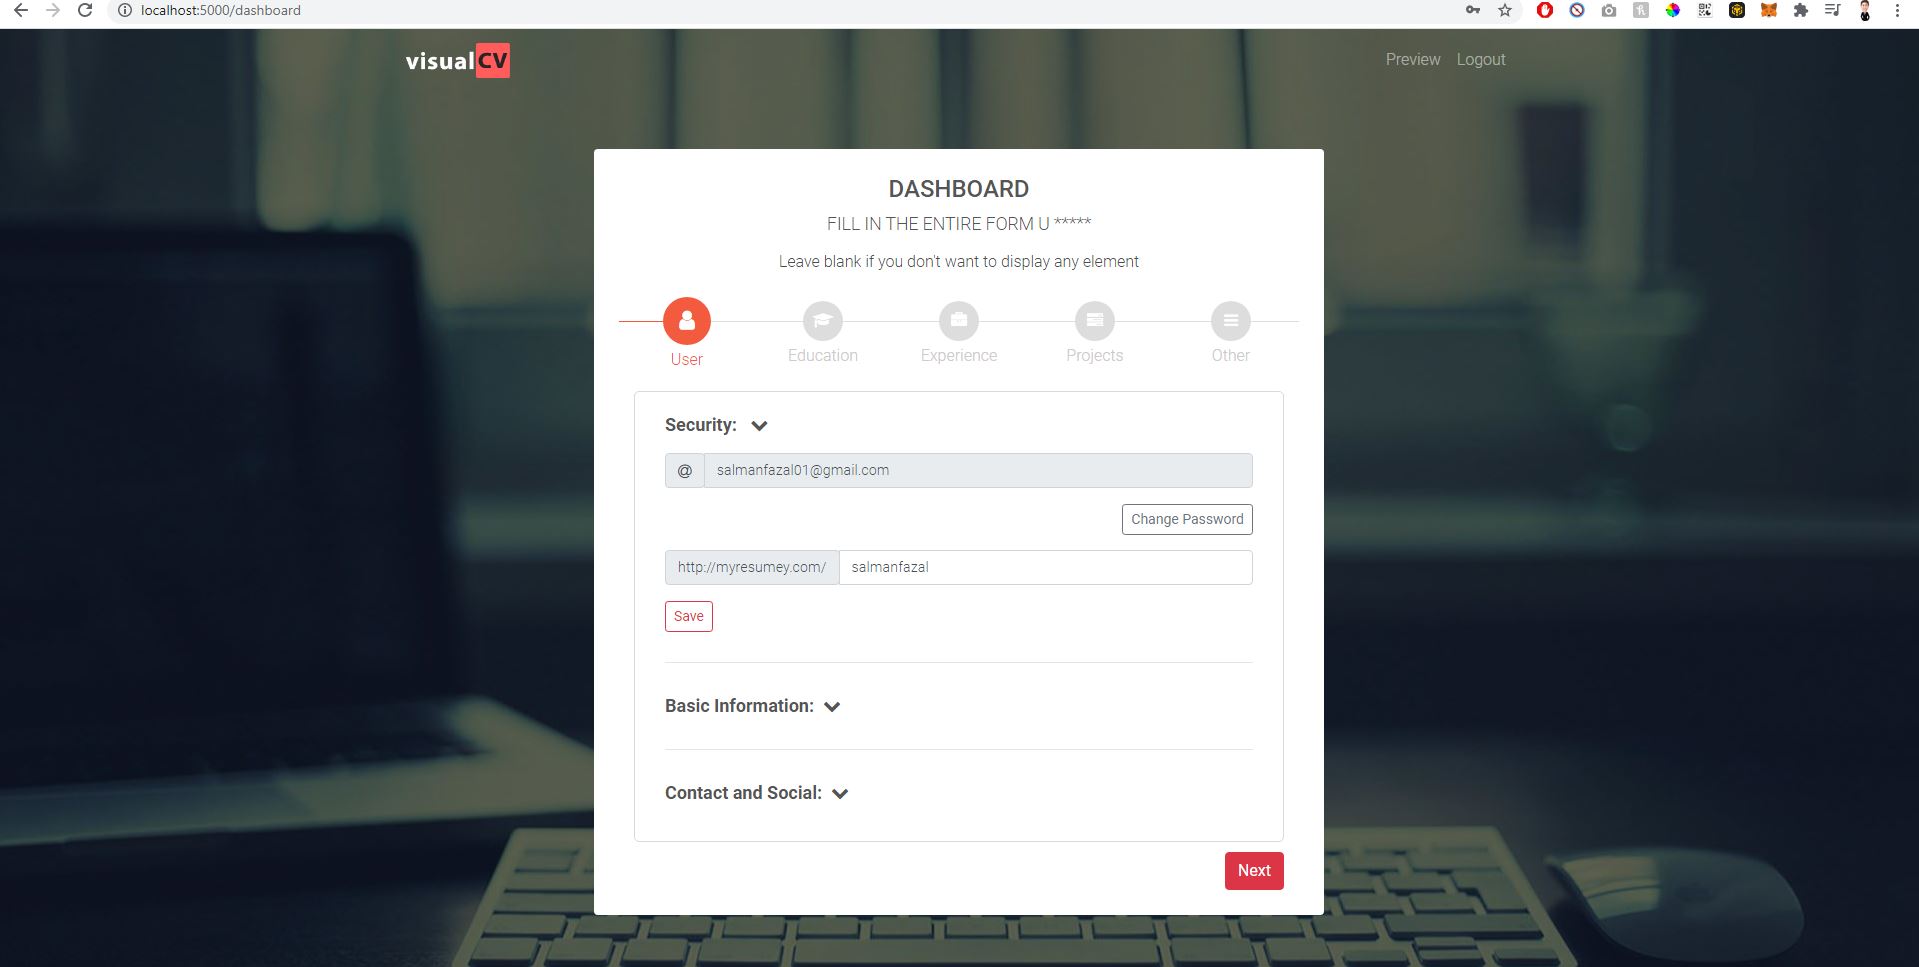 localhost:5000/dashboard
visualCV
Preview Logout
DASHBOARD
FILL IN THE ENTIRE FORM U *****
Leave blank if you don't want to display any element
User Education Experience Projects Other
Security:
@ salmanfazal01@gmail.com
Change Password
http://myresumey.com/ salmanfazal
Save
Basic Information:
Contact and Social:
Next